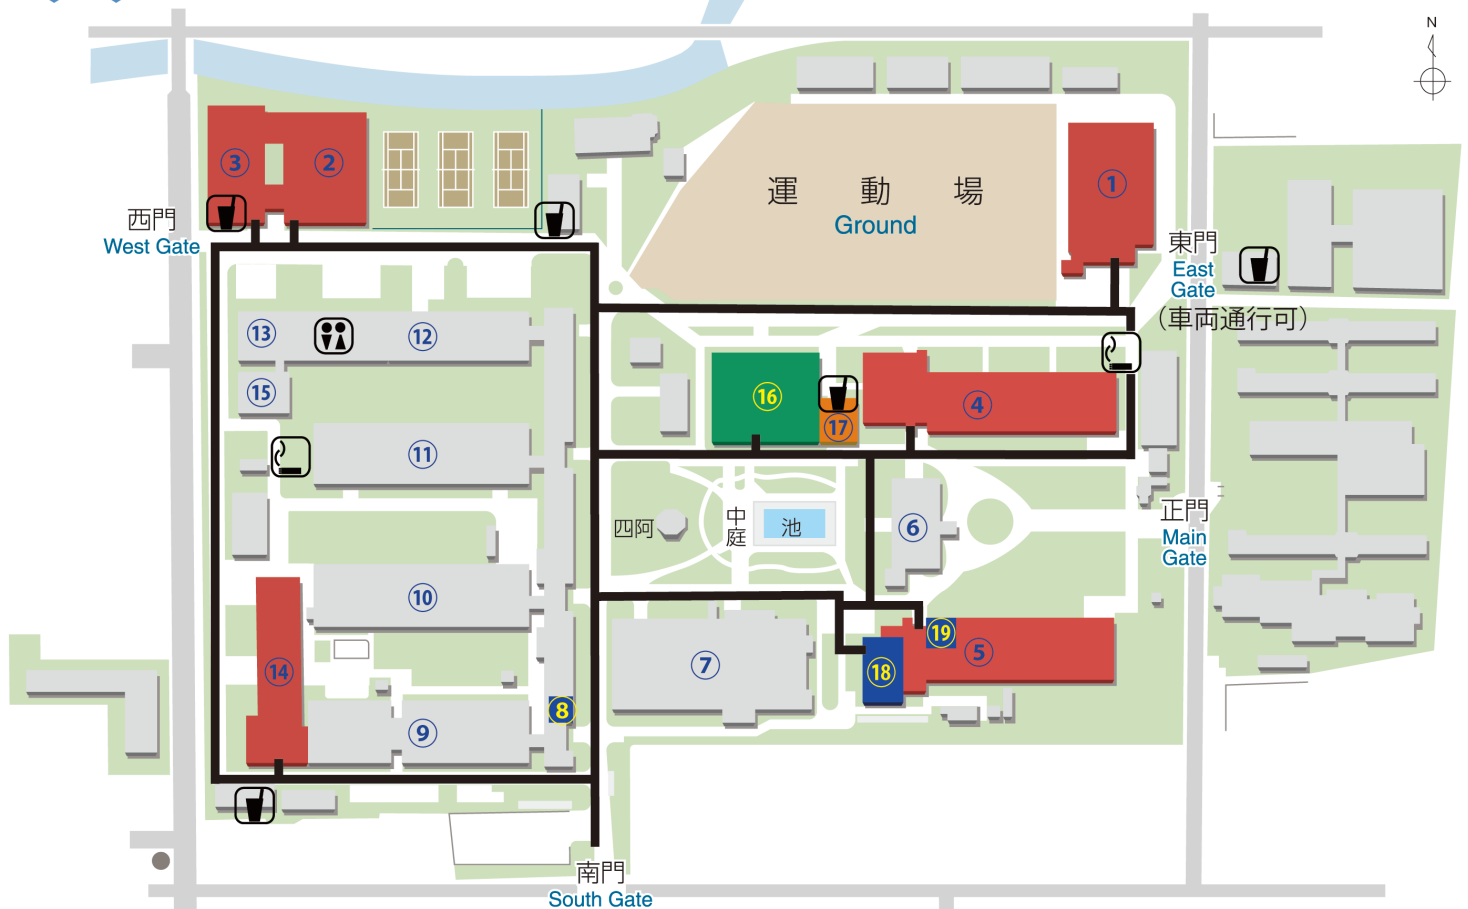 N
③
②
①
運動場
Ground
西門
West Gate
東門
East
Gate
（車両通行可）
⑬
⑫
⑮
⑯
⑰
④
⑪
四阿
中庭
池
⑥
正門
Main
Gate
⑩
⑭
⑦
⑱
⑲
⑤
⑧
⑨
南門
South Gate